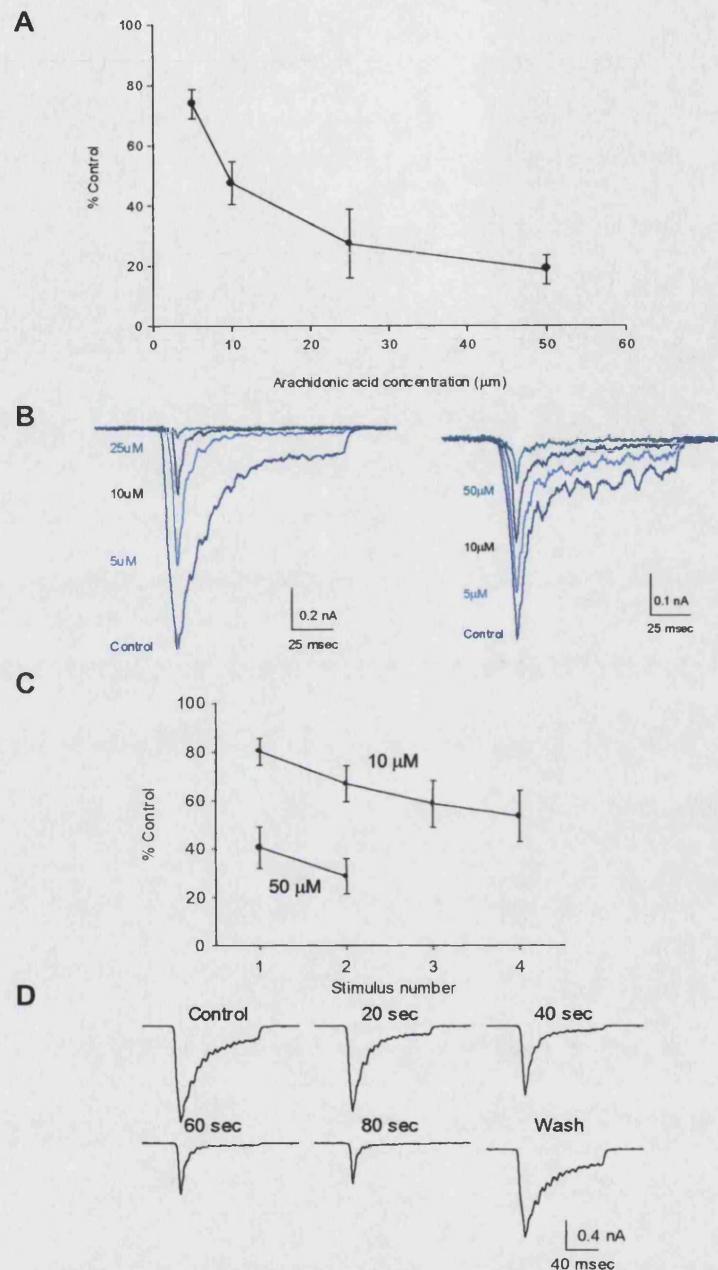 A
100
80
60
40
20
0
% Control
0 10 20 30 40 50 60
Arachidonic acid concentration (µm)
B
25uM
10uM
5uM
Control
0.2 nA
25 msec
50µM
10µM
5µM
Control
0.1 nA
25 msec
C
100
80
60
40
20
0
% Control
10 µM
50 µM
1 2 3 4
Stimulus number
D
Control 20 sec 40 sec
60 sec 80 sec Wash
0.4 nA
40 msec